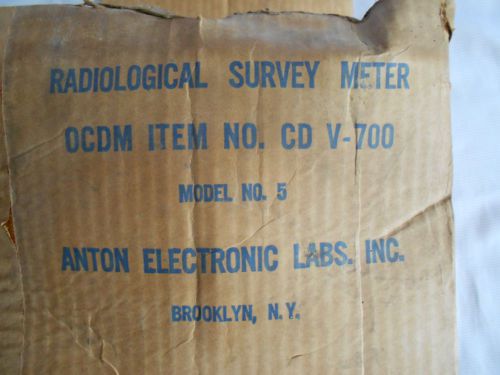 RADIOLOGICAL SURVEY METER
OCDM ITEM NO. CD V-700
MODEL NO. 5
ANTON ELECTRONIC LABS. INC.
BROOKLYN, N.Y.